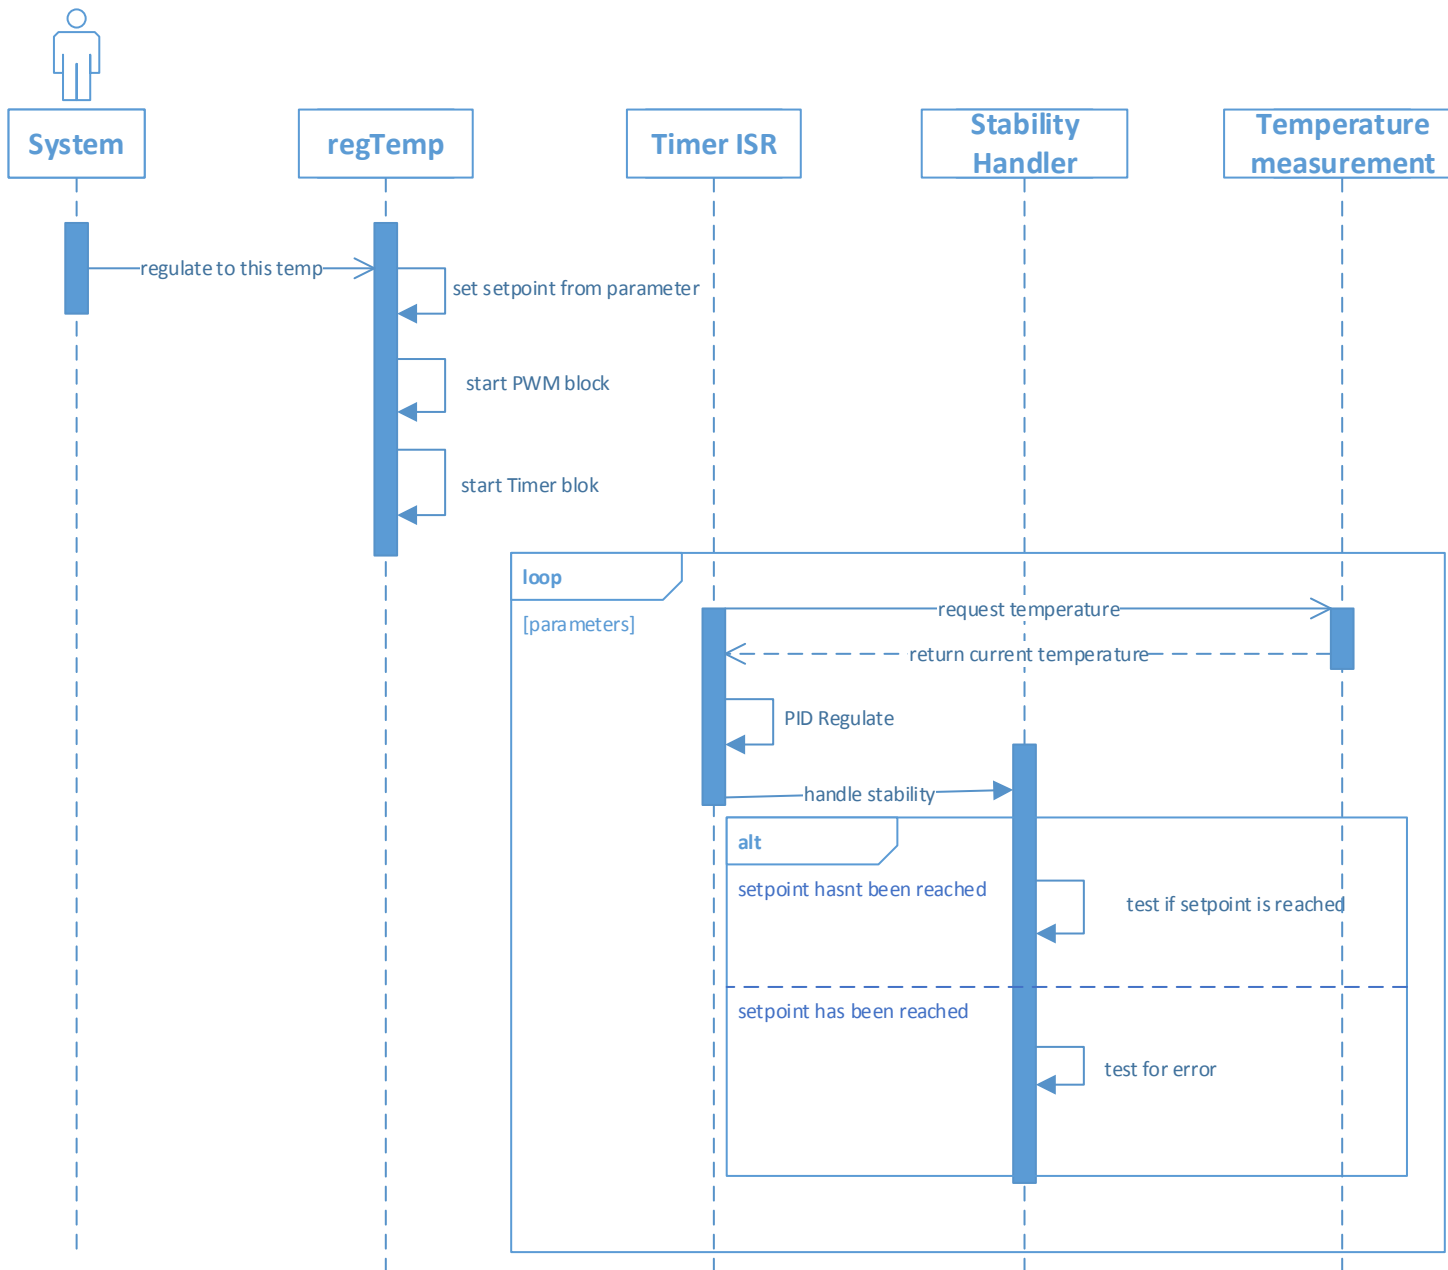 System
regTemp
Timer ISR
Stability
Handler
Temperature
measurement
regulate to this temp
set setpoint from parameter
start PWM block
start Timer blok
loop
[parameters]
request temperature
return current temperature
PID Regulate
handle stability
alt
setpoint hasnt been reached
test if setpoint is reached
setpoint has been reached
test for error